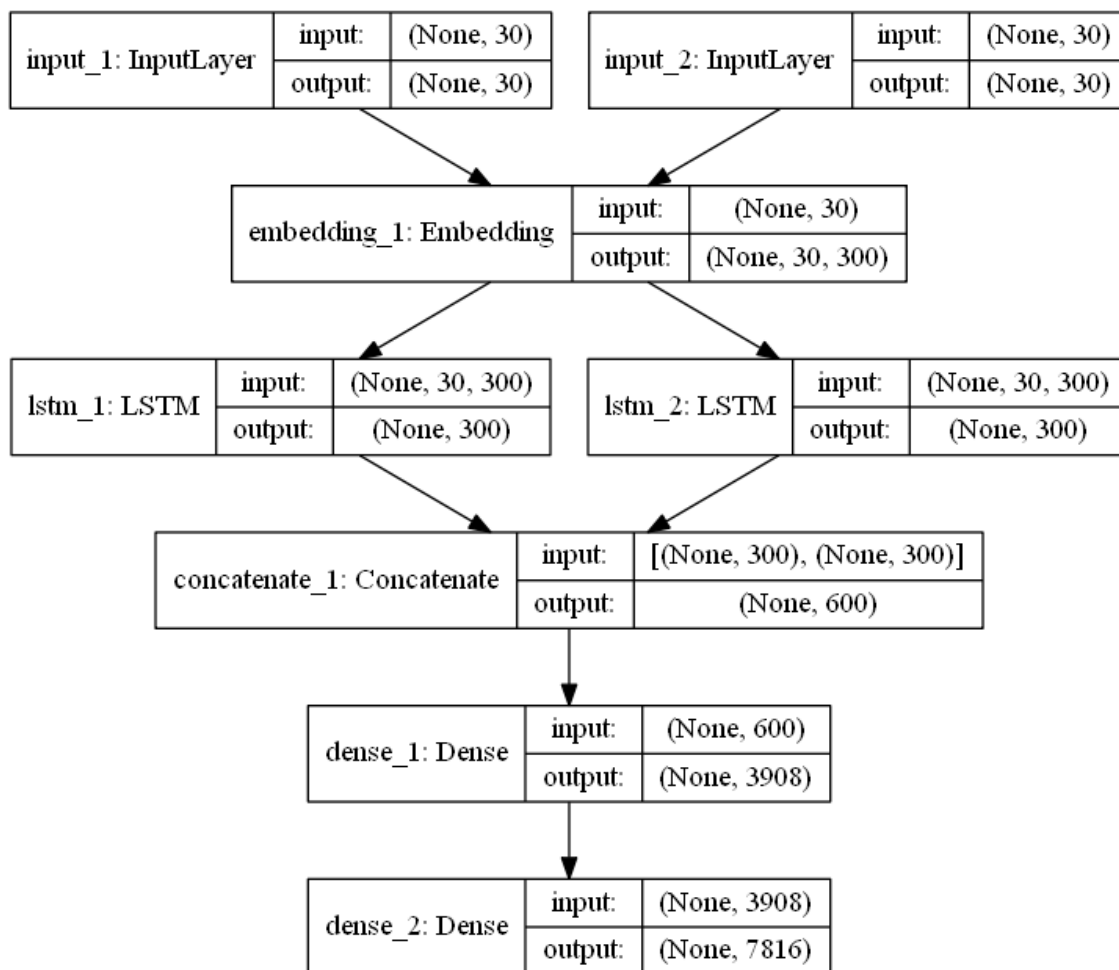 input_1: InputLayer input: (None, 30)
output: (None, 30)
input_2: InputLayer input: (None, 30)
output: (None, 30)
embedding_1: Embedding input: (None, 30)
output: (None, 30, 300)
lstm_1: LSTM input: (None, 30, 300)
output: (None, 300)
lstm_2: LSTM input: (None, 30, 300)
output: (None, 300)
concatenate_1: Concatenate input: [(None, 300), (None, 300)]
output: (None, 600)
dense_1: Dense input: (None, 600)
output: (None, 3908)
dense_2: Dense input: (None, 3908)
output: (None, 7816)